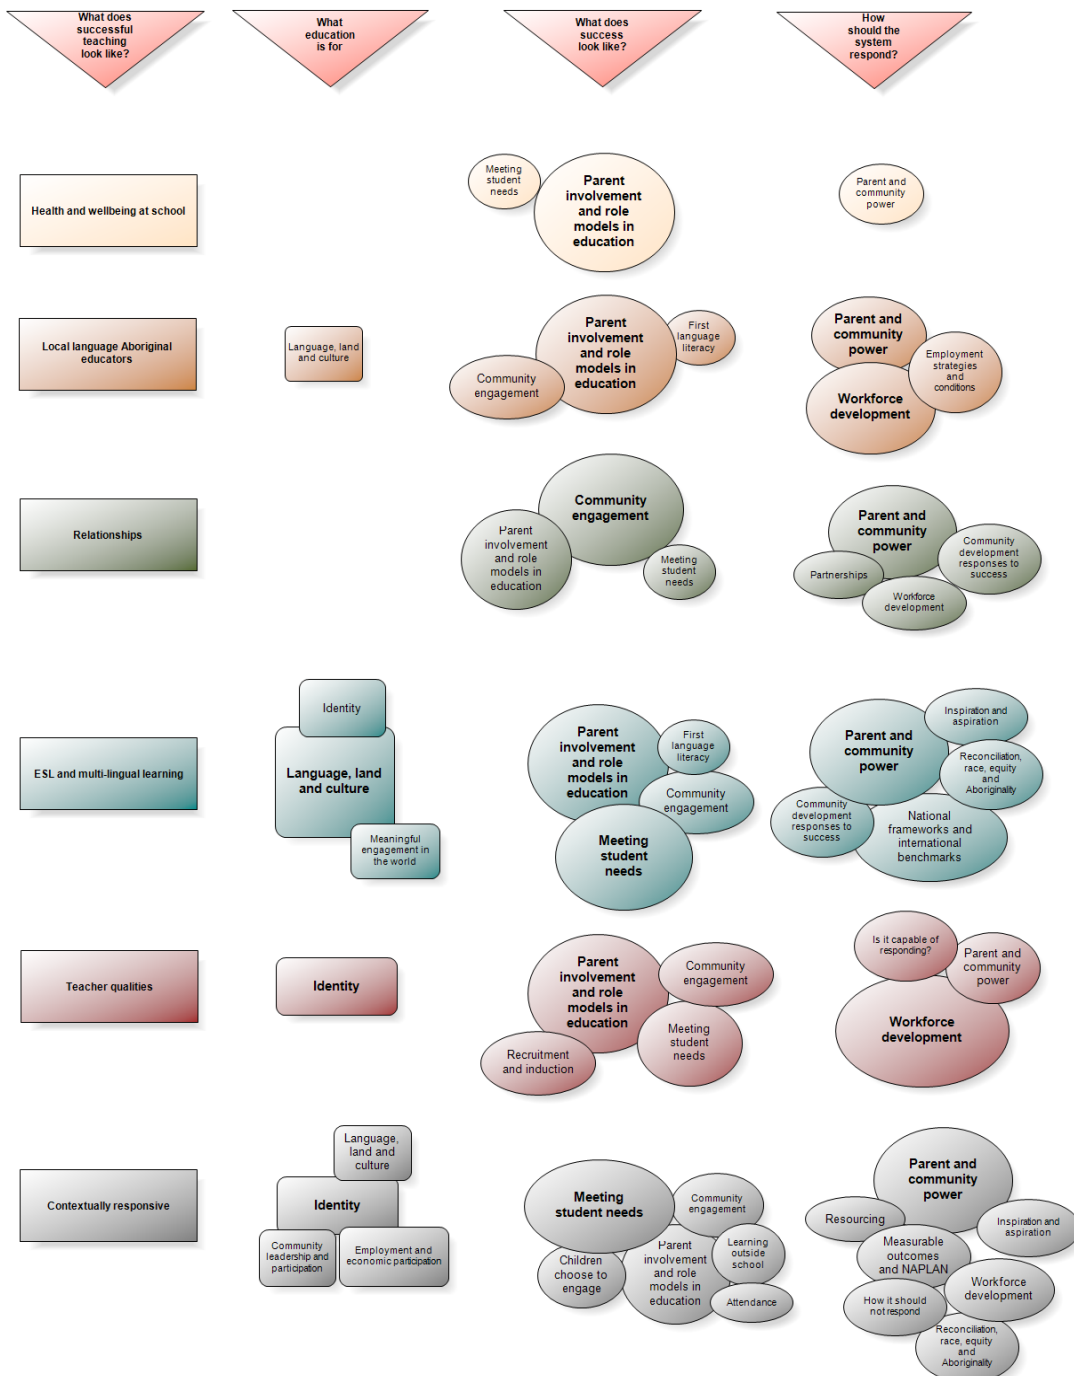 What does
successful
teaching
look like?
What
education
is for
What does
success
look like?
How
should the
system
respond?
Health and wellbeing at school
Meeting
student
needs
Parent
involvement
and role
models in
education
Parent and
community
power
Local language Aboriginal
educators
Language, land
and culture
Community
engagement
Parent
involvement
and role
models in
education
First
language
literacy
Parent and
community
power
Employment
strategies
and
conditions
Workforce
development
Relationships
Community
engagement
Parent
involvement
and role
models in
education
Meeting
student
needs
Parent and
community
power
Community
development
responses to
success
Partnerships
Workforce
development
ESL and multi-lingual learning
Identity
Language, land
and culture
Meaningful
engagement in
the world
Parent
involvement
and role
models in
education
First
language
literacy
Community
engagement
Meeting
student
needs
Inspiration and
aspiration
Parent and
community
power
Reconciliation,
race, equity
and
Aboriginality
Community
development
responses to
success
National
frameworks and
international
benchmarks
Teacher qualities
Identity
Parent
involvement
and role
models in
education
Community
engagement
Meeting
student
needs
Recruitment
and induction
Is it capable of
responding?
Parent and
community
power
Workforce
development
Contextually responsive
Language,
land and
culture
Identity
Community
leadership and
participation
Employment and
economic participation
Meeting
student needs
Community
engagement
Learning
outside
school
Children
choose to
engage
Parent
involvement
and role
models in
education
Attendance
Parent and
community
power
Resourcing
Inspiration and
aspiration
Measurable
outcomes
and NAPLAN
Workforce
development
How it should
not respond
Reconciliation,
race, equity
and
Aboriginality